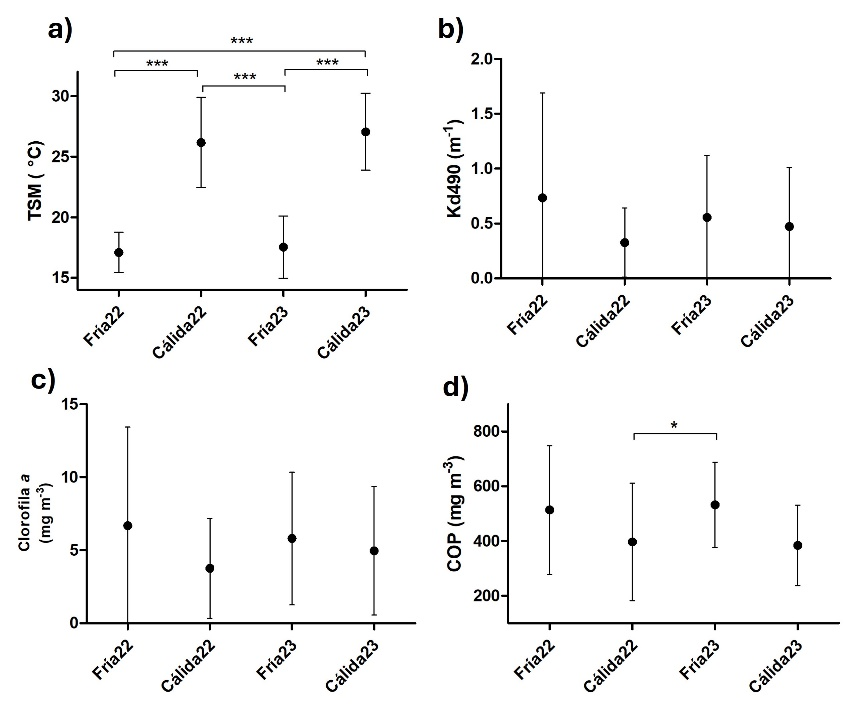 a)
***
***
***
***
TSM ( °C)
30
25
20
15
Fría22
Cálida22
Fría23
Cálida23
b)
Kd490 (m-1)
2.0
1.5
1.0
0.5
0.0
Fría22
Cálida22
Fría23
Cálida23
c)
Clorofila a
(mg m-3)
15
10
5
0
Fría22
Cálida22
Fría23
Cálida23
d)
*
COP (mg m-3)
800
600
400
200
Fría22
Cálida22
Fría23
Cálida23